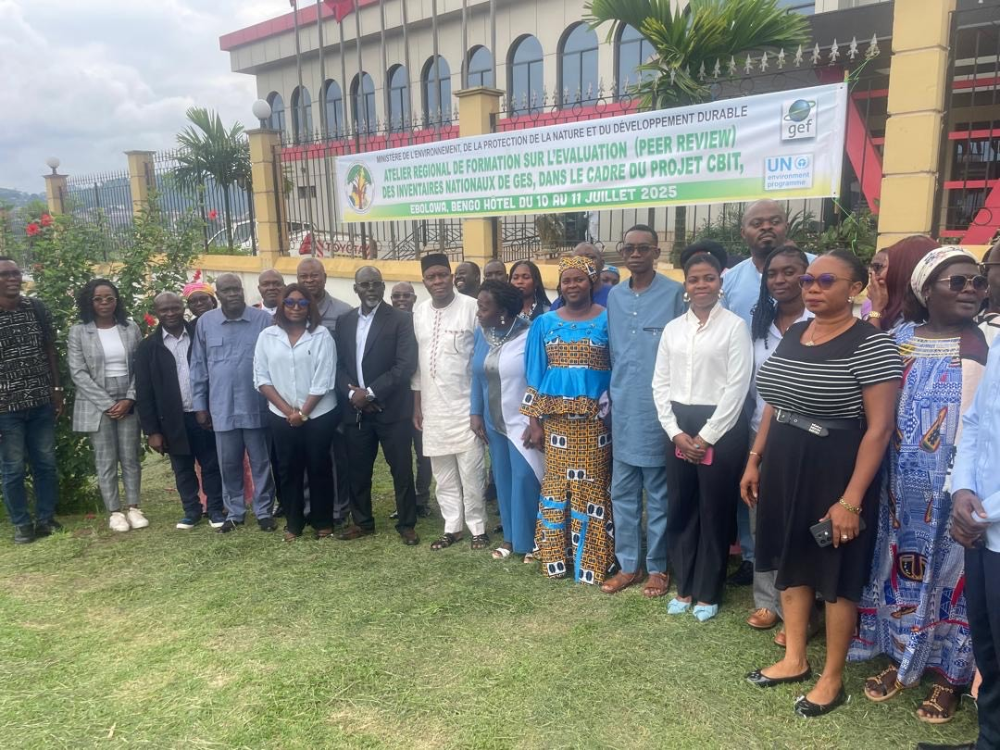 MINISTÈRE DE L'ENVIRONNEMENT, DE LA PROTECTION DE LA NATURE ET DU DÉVELOPPEMENT DURABLE
ATELIER REGIONAL DE FORMATION SUR L'EVALUATION (PEER REVIEW)
DES INVENTAIRES NATIONAUX DE GES, DANS LE CADRE DU PROJET CBIT,
EBOLOWA, BENGO HÔTEL DU 10 AU 11 JUILLET 2025
gef
UN
environment
programme
TOYOTA